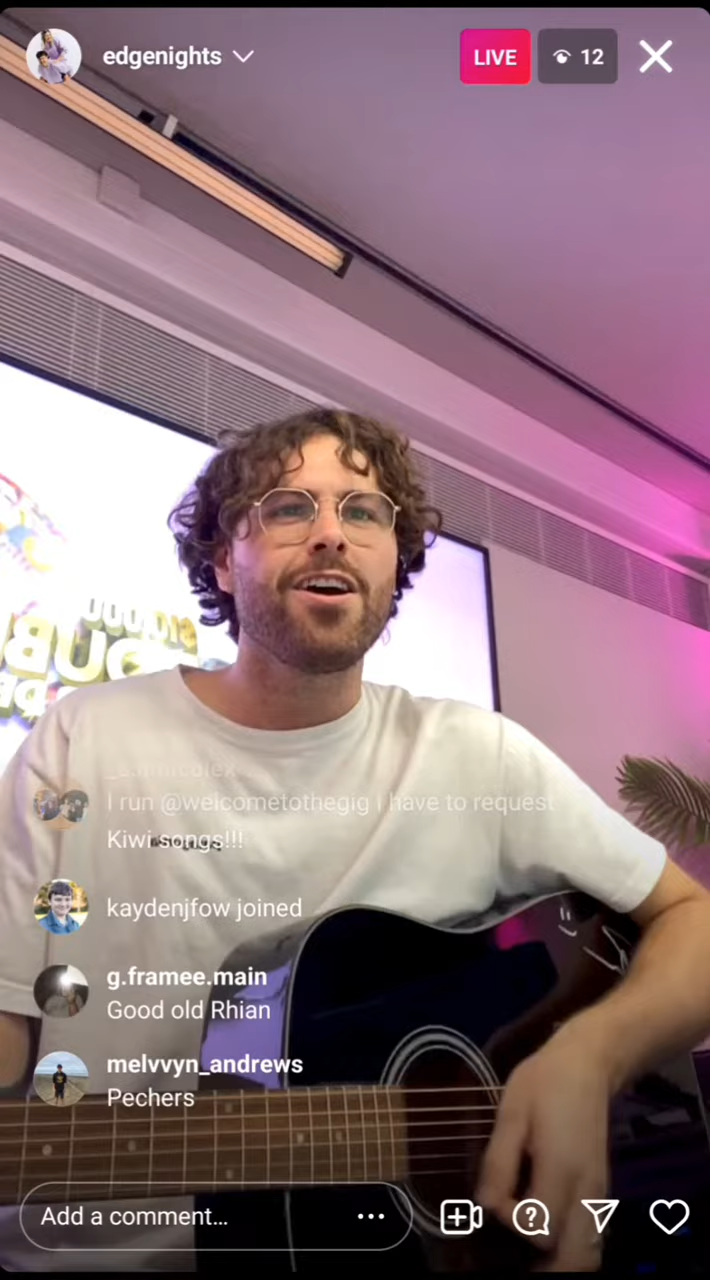 edgenights
LIVE
12
I run @welcometothegig I have to request
Kiwi songs!!!
kaydenjfow joined
g.framee.main
Good old Rhian
melvvyn_andrews
Pechers
Add a comment…